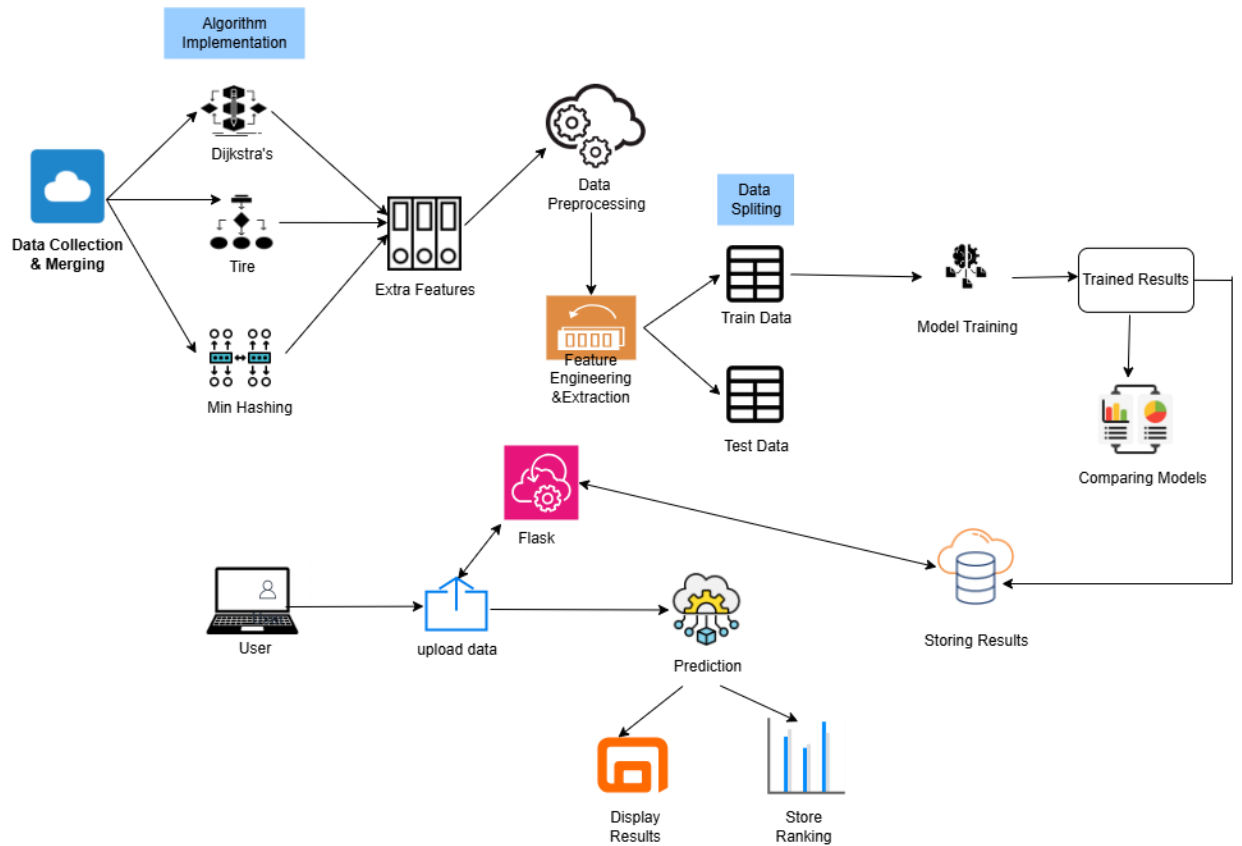 Algorithm
Implementation
Dijkstra's
Data Collection
& Merging
Tire
Min Hashing
Extra Features
Data
Preprocessing
Feature
Engineering
&Extraction
Data
Spliting
Train Data
Test Data
Model Training
Trained Results
Comparing Models
Flask
User
upload data
Prediction
Storing Results
Display
Results
Store
Ranking